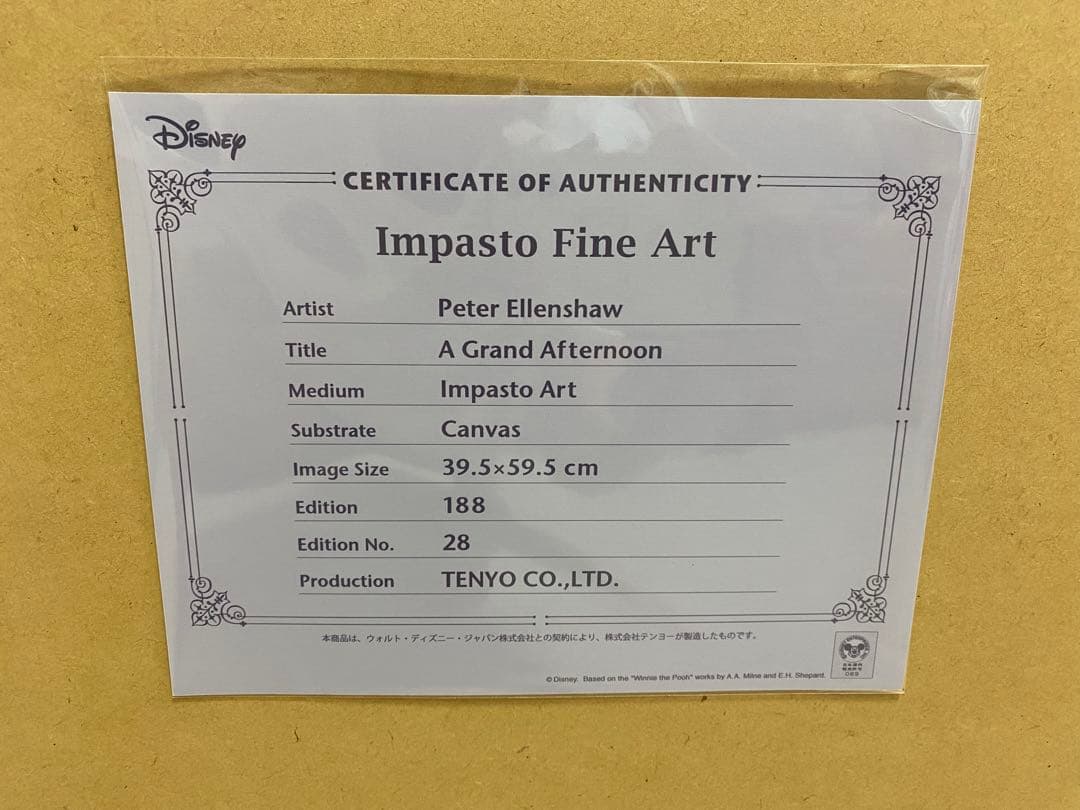 Disney
CERTIFICATE OF AUTHENTICITY
Impasto Fine Art
Artist Peter Ellenshaw
Title A Grand Afternoon
Medium Impasto Art
Substrate Canvas
Image Size 39.5×59.5 cm
Edition 188
Edition No. 28
Production TENYO CO.,LTD.
本商品は、ウォルト・ディズニー・ジャパン株式会社との契約により、株式会社テンヨーが製造したものです。
©Disney. Based on the "Winnie the Pooh" works by A.A. Milne and E.H. Shepard.
089